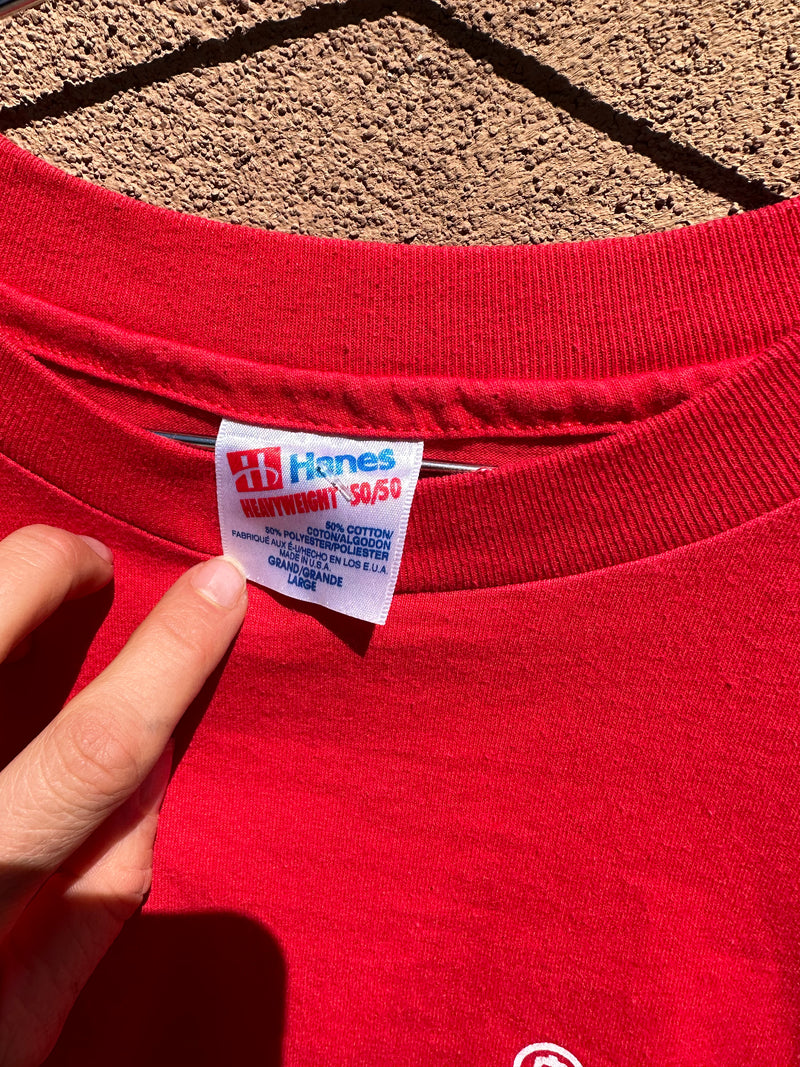 Hanes
HEAVYWEIGHT 50/50
50% COTTON/
COTON/ALGODON
50% POLYESTER/POLIESTER
FABRIQUÉ AUX É-U/HECHO EN LOS E.U.A.
MADE IN U.S.A.
GRAND/GRANDE
LARGE